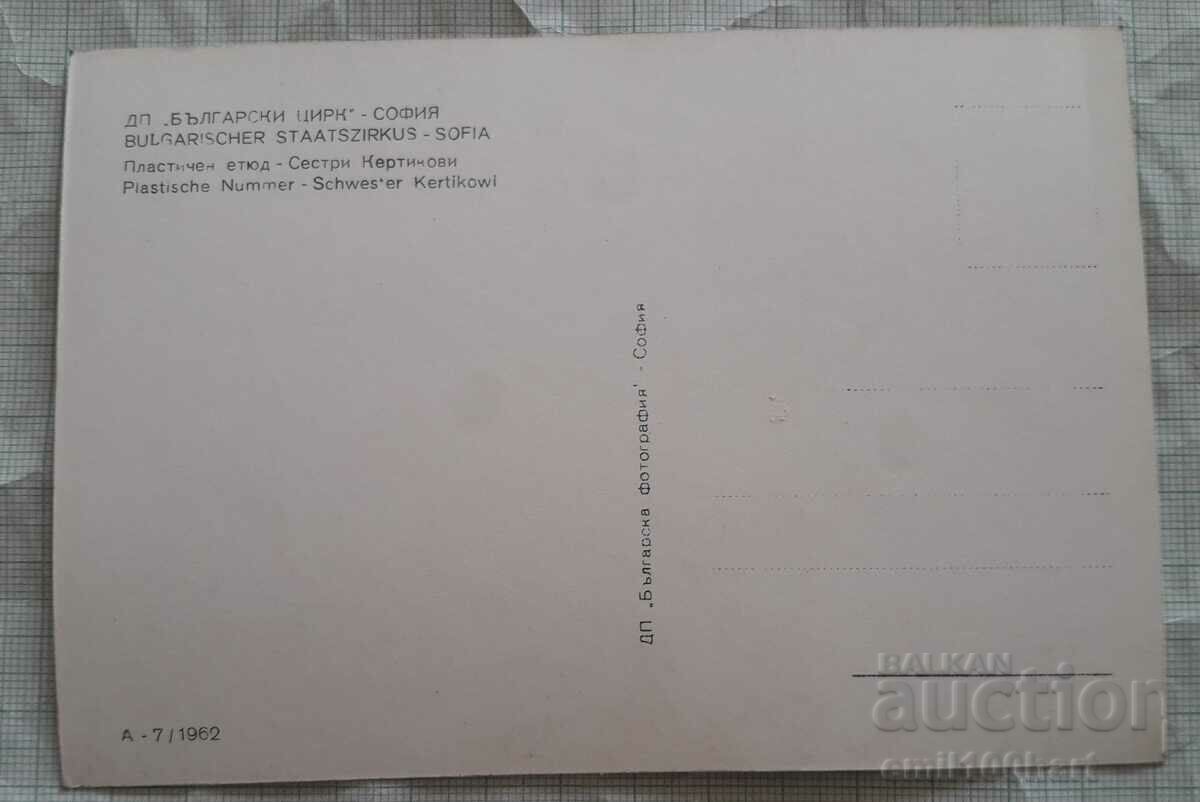 ДП „БЪЛГАРСКИ ЦИРК" - СОФИЯ
BULGARISCHER STAATSZIRKUS - SOFIA
Пластичен етюд - Сестри Кертикови
Plastische Nummer - Schwester Kertikowi
ДП „Българска фотография" - София
A - 7 / 1962
BALKAN
auction
emil100hart